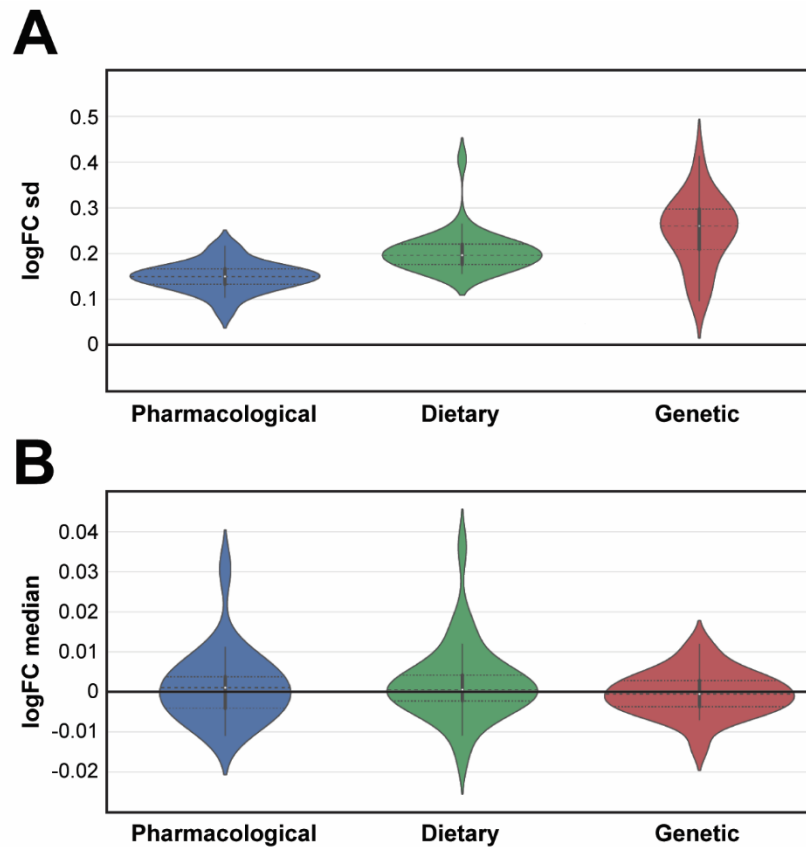 A
logFC sd
0.5
0.4
0.3
0.2
0.1
0
Pharmacological Dietary Genetic
B
logFC median
0.04
0.03
0.02
0.01
0
-0.01
-0.02
Pharmacological Dietary Genetic